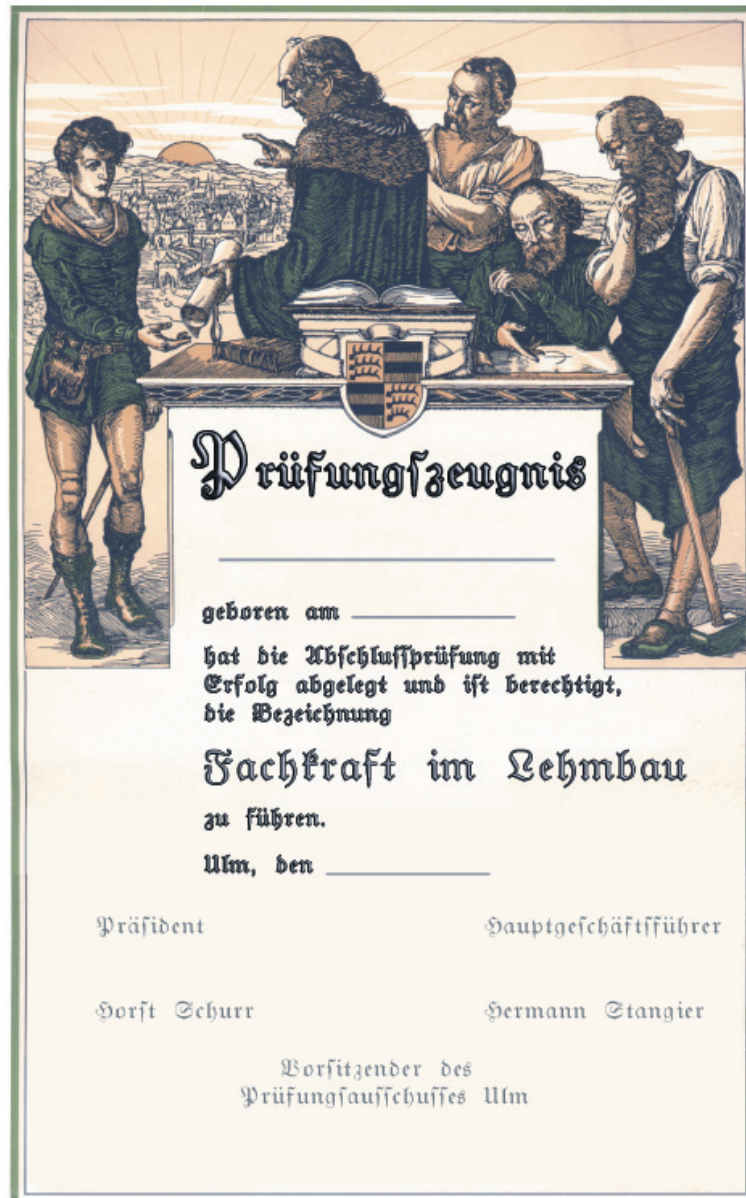 Prüfungſzeugnis
geboren am
hat die Abſchluſſprüfung mit
Erfolg abgelegt und iſt berechtigt,
die Bezeichnung
Fachkraft im Lehmbau
zu führen.
Ulm, den
Präſident Hauptgeſchäftſführer
Horſt Schurr Hermann Stangier
Vorſitzender des
Prüfungſauſſchuſſes Ulm